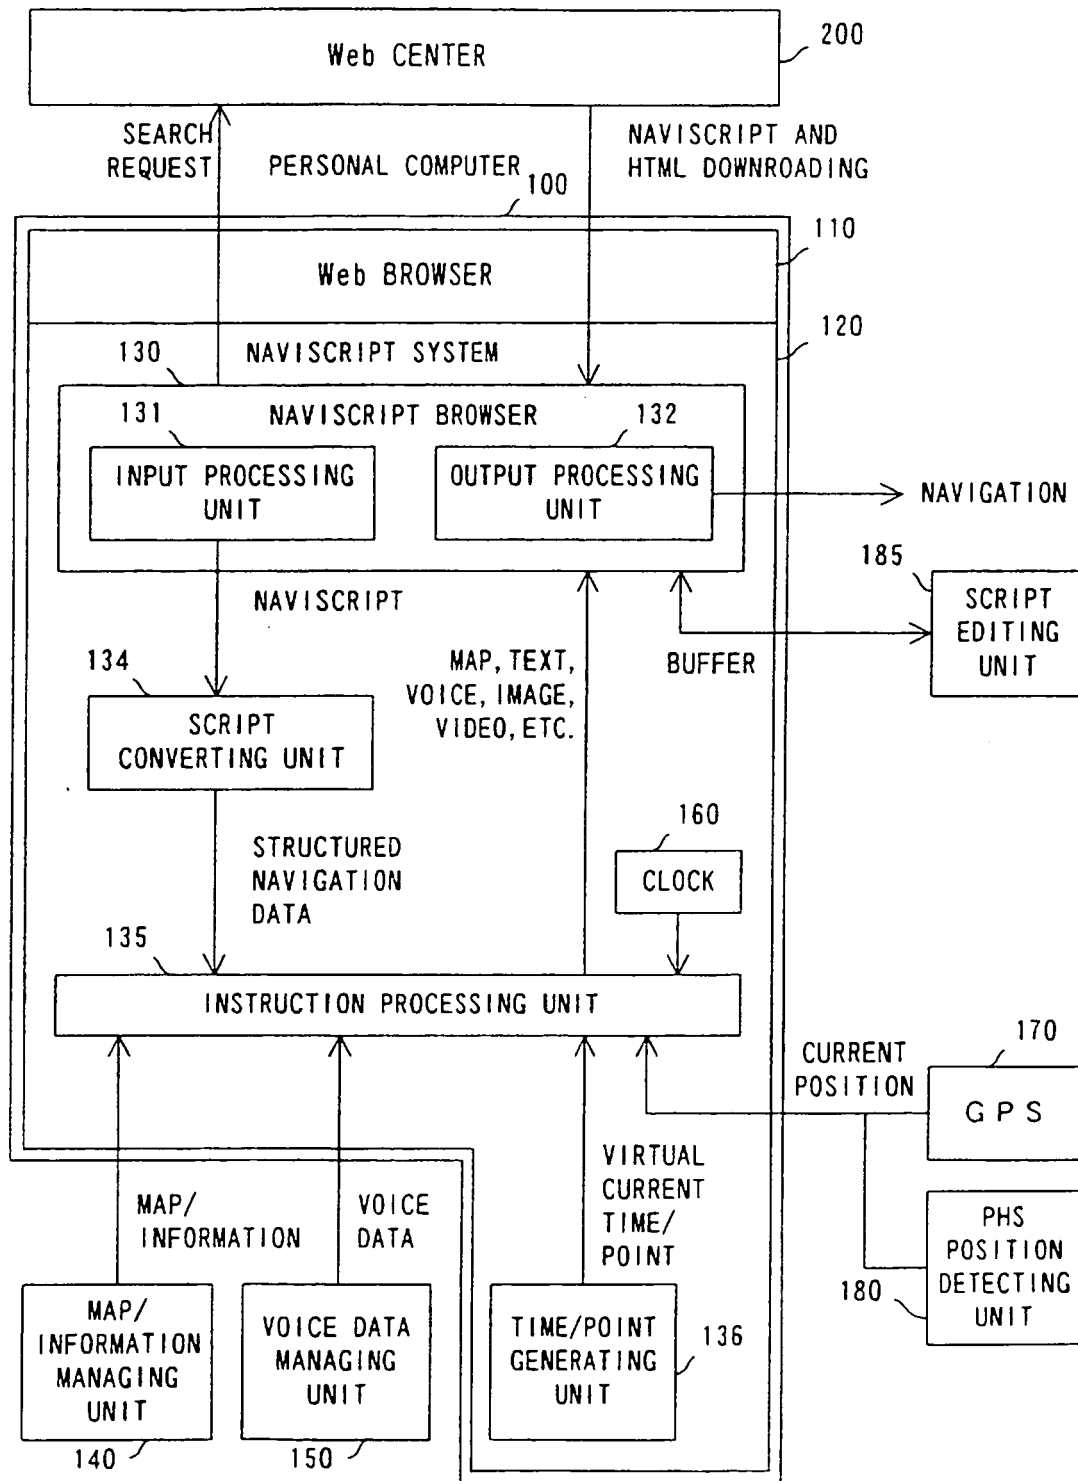 Web CENTER
200
SEARCH
REQUEST
PERSONAL COMPUTER
100
NAVISCRIPT AND
HTML DOWNROADING
110
Web BROWSER
120
130
NAVISCRIPT SYSTEM
131
NAVISCRIPT BROWSER
132
INPUT PROCESSING
UNIT
OUTPUT PROCESSING
UNIT
NAVIGATION
185
SCRIPT
EDITING
UNIT
NAVISCRIPT
134
MAP, TEXT,
VOICE, IMAGE,
VIDEO, ETC.
BUFFER
SCRIPT
CONVERTING UNIT
160
CLOCK
STRUCTURED
NAVIGATION
DATA
135
INSTRUCTION PROCESSING UNIT
CURRENT
POSITION
170
GPS
VIRTUAL
CURRENT
TIME/
POINT
MAP/
INFORMATION
VOICE
DATA
PHS
POSITION
DETECTING
UNIT
180
MAP/
INFORMATION
MANAGING
UNIT
140
VOICE DATA
MANAGING
UNIT
150
TIME/POINT
GENERATING
UNIT
136